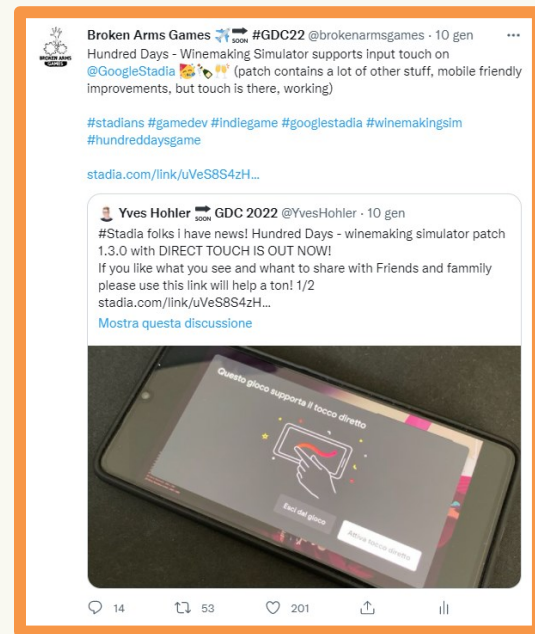 BROKEN ARMS
GAMES
Broken Arms Games ✈️🔜 #GDC22 @brokenarmsgames · 10 gen
Hundred Days - Winemaking Simulator supports input touch on
@GoogleStadia 🥳🍾🥂 (patch contains a lot of other stuff, mobile friendly
improvements, but touch is there, working)
#stadians #gamedev #indiegame #googlestadia #winemakingsim
#hundreddaysgame
stadia.com/link/uVeS8S4zH...
Yves Hohler 🔜 GDC 2022 @YvesHohler · 10 gen
#Stadia folks i have news! Hundred Days - winemaking simulator patch
1.3.0 with DIRECT TOUCH IS OUT NOW!
If you like what you see and whant to share with Friends and fammily
please use this link will help a ton! 1/2
stadia.com/link/uVeS8S4zH...
Mostra questa discussione
Questo gioco supporta il tocco diretto
Esci dal gioco
Attiva tocco diretto
14 53 201